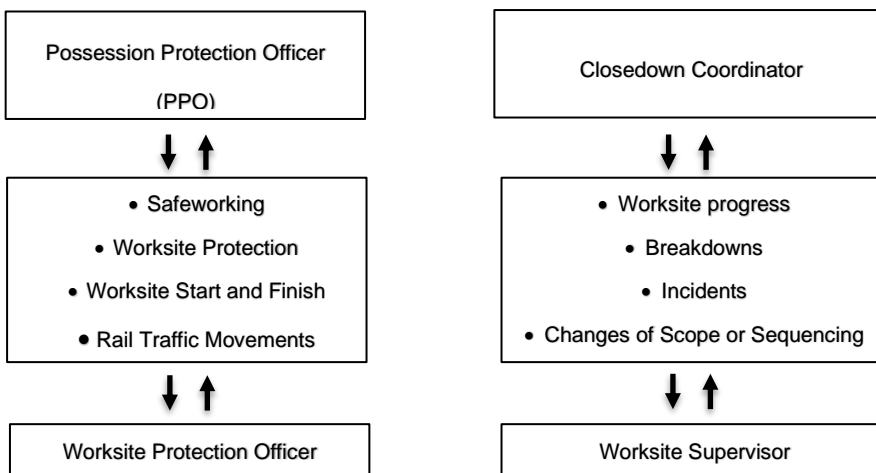 Possession Protection Officer
(PPO)
• Safeworking
• Worksite Protection
• Worksite Start and Finish
• Rail Traffic Movements
Worksite Protection Officer
Closedown Coordinator
• Worksite progress
• Breakdowns
• Incidents
• Changes of Scope or Sequencing
Worksite Supervisor